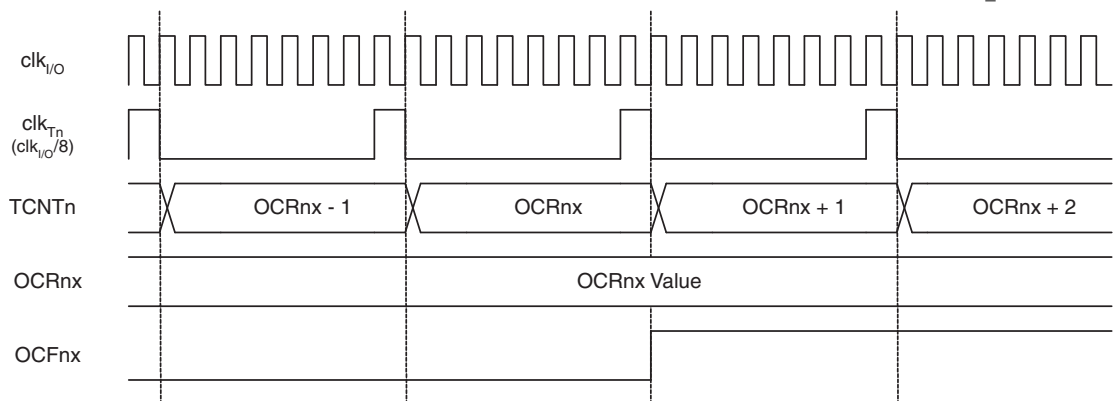 clkI/O
clkTn
(clkI/O/8)
TCNTn OCRnx - 1 OCRnx OCRnx + 1 OCRnx + 2
OCRnx OCRnx Value
OCFnx